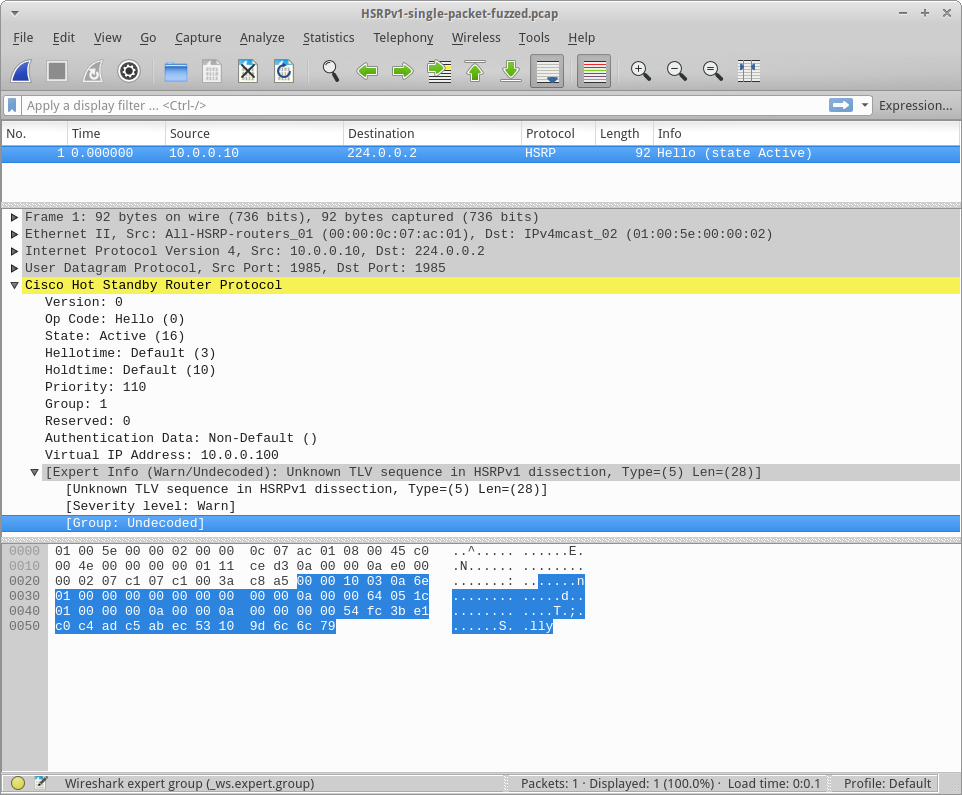 HSRPv1-single-packet-fuzzed.pcap
File Edit View Go Capture Analyze Statistics Telephony Wireless Tools Help
Apply a display filter ... <Ctrl-/> Expression...
No. Time Source Destination Protocol Length Info
1 0.000000 10.0.0.10 224.0.0.2 HSRP 92 Hello (state Active)
Frame 1: 92 bytes on wire (736 bits), 92 bytes captured (736 bits)
Ethernet II, Src: All-HSRP-routers_01 (00:00:0c:07:ac:01), Dst: IPv4mcast_02 (01:00:5e:00:00:02)
Internet Protocol Version 4, Src: 10.0.0.10, Dst: 224.0.0.2
User Datagram Protocol, Src Port: 1985, Dst Port: 1985
Cisco Hot Standby Router Protocol
Version: 0
Op Code: Hello (0)
State: Active (16)
Hellotime: Default (3)
Holdtime: Default (10)
Priority: 110
Group: 1
Reserved: 0
Authentication Data: Non-Default ()
Virtual IP Address: 10.0.0.100
[Expert Info (Warn/Undecoded): Unknown TLV sequence in HSRPv1 dissection, Type=(5) Len=(28)]
[Unknown TLV sequence in HSRPv1 dissection, Type=(5) Len=(28)]
[Severity level: Warn]
[Group: Undecoded]
0000 01 00 5e 00 00 02 00 00 0c 07 ac 01 08 00 45 c0 ..^..... ......E.
0010 00 4e 00 00 00 00 01 11 ce d3 0a 00 00 0a e0 00 .N...... ........
0020 00 02 07 c1 07 c1 00 3a c8 a5 00 00 10 03 0a 6e .......: .......n
0030 01 00 00 00 00 00 00 00 00 00 0a 00 00 64 05 1c ........ .....d..
0040 01 00 00 00 0a 00 00 0a 00 00 00 00 54 fc 3b e1 ........ ....T.;.
0050 c0 c4 ad c5 ab ec 53 10 9d 6c 6c 79 ......S. .lly
Wireshark expert group (_ws.expert.group) Packets: 1 · Displayed: 1 (100.0%) · Load time: 0:0.1 Profile: Default